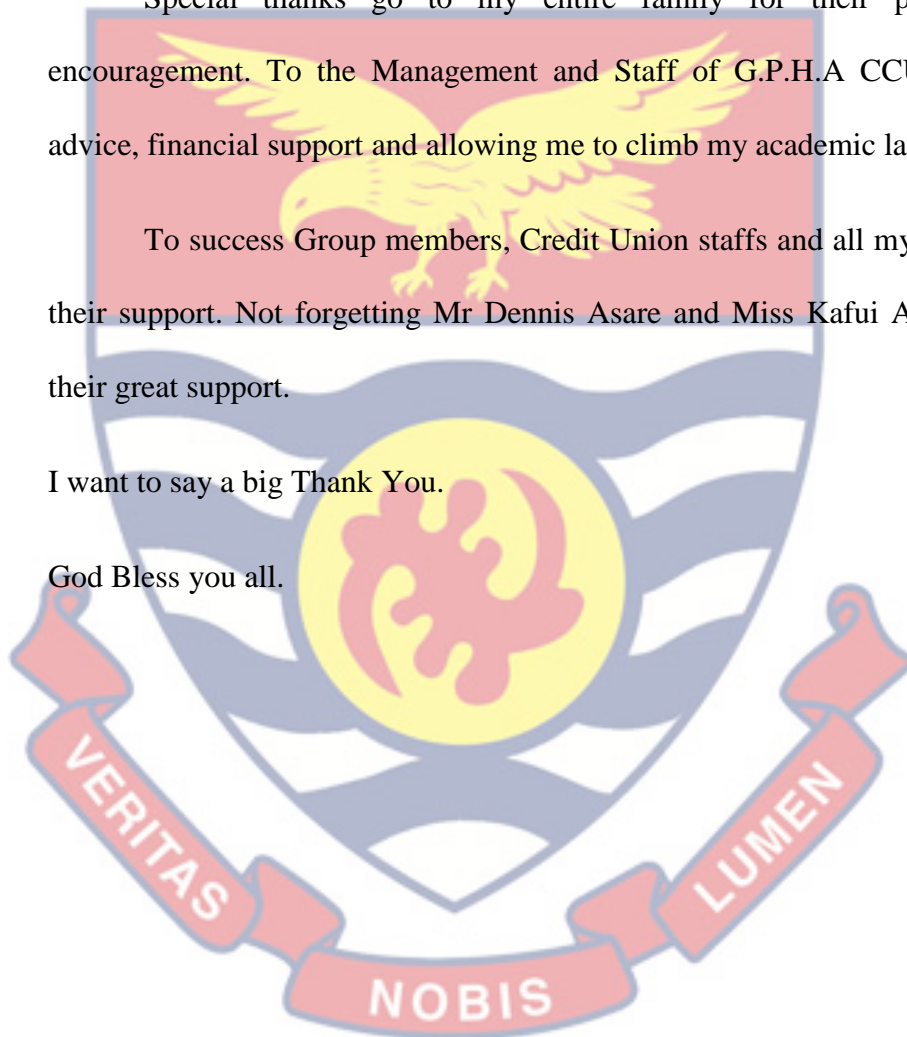 Special thanks go to my entire family for their
encouragement. To the Management and Staff of G.P.H.A
advice, financial support and allowing me to climb my academic
To success Group members, Credit Union staffs and all my
their support. Not forgetting Mr Dennis Asare and Miss Kafui
their great support.
I want to say a big Thank You.
God Bless you all.
VERITAS
NOBIS
LUMEN